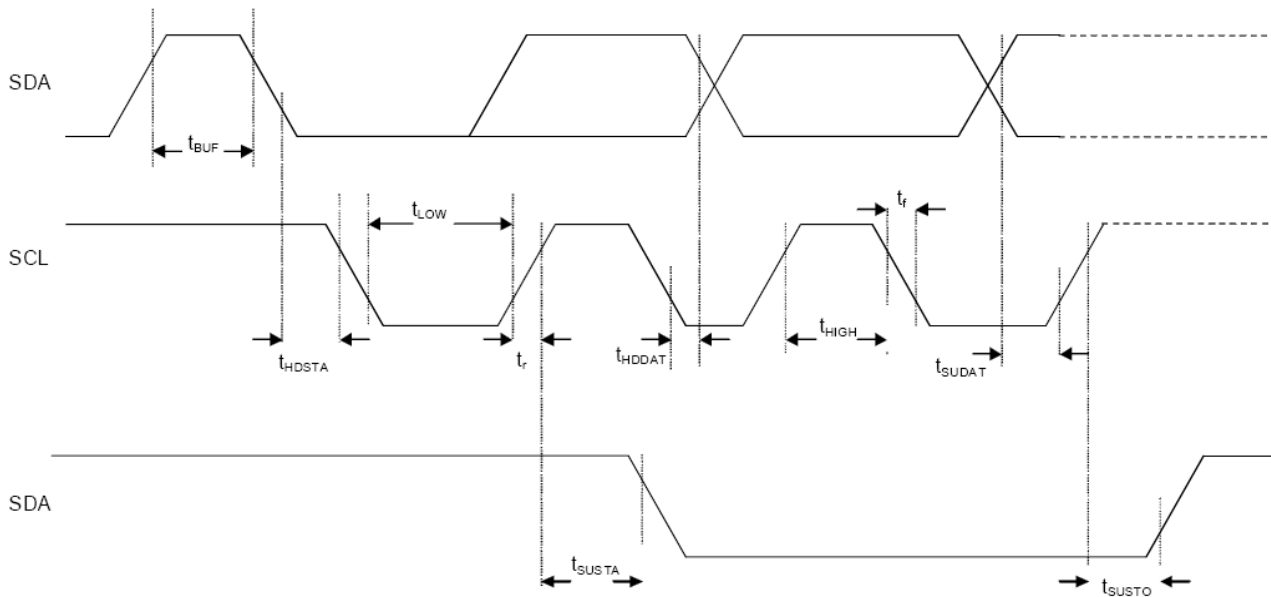 SDA
tBUF
tLOW
tf
SCL
tHDSTA
tr
tHDDAT
tHIGH
tSUDAT
SDA
tSUSTA
tSUSTO